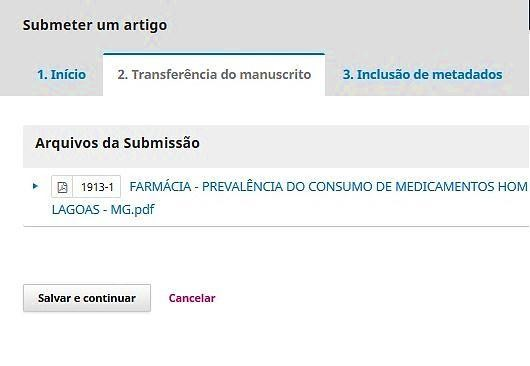 Submeter um artigo
1. Início 2. Transferência do manuscrito 3. Inclusão de metadados
Arquivos da Submissão
1913-1 FARMÁCIA - PREVALÊNCIA DO CONSUMO DE MEDICAMENTOS HOM
LAGOAS - MG.pdf
Salvar e continuar Cancelar